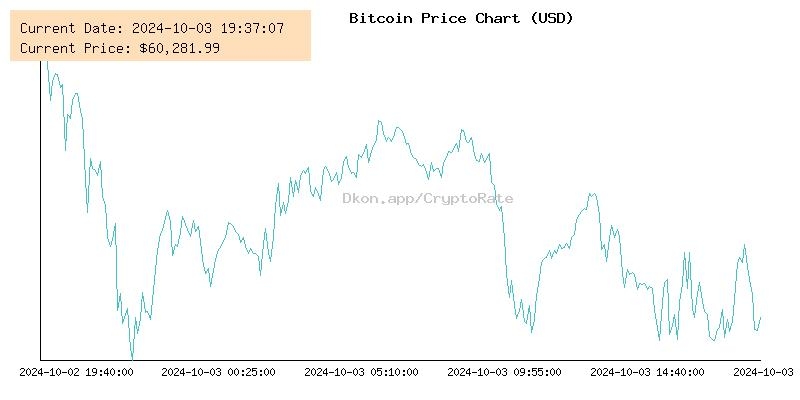 Bitcoin Price Chart (USD)
Current Date: 2024-10-03 19:37:07
Current Price: $60,281.99
Dkon.app/CryptoRate
2024-10-02 19:40:00 2024-10-03 00:25:00 2024-10-03 05:10:00 2024-10-03 09:55:00 2024-10-03 14:40:00 2024-10-03